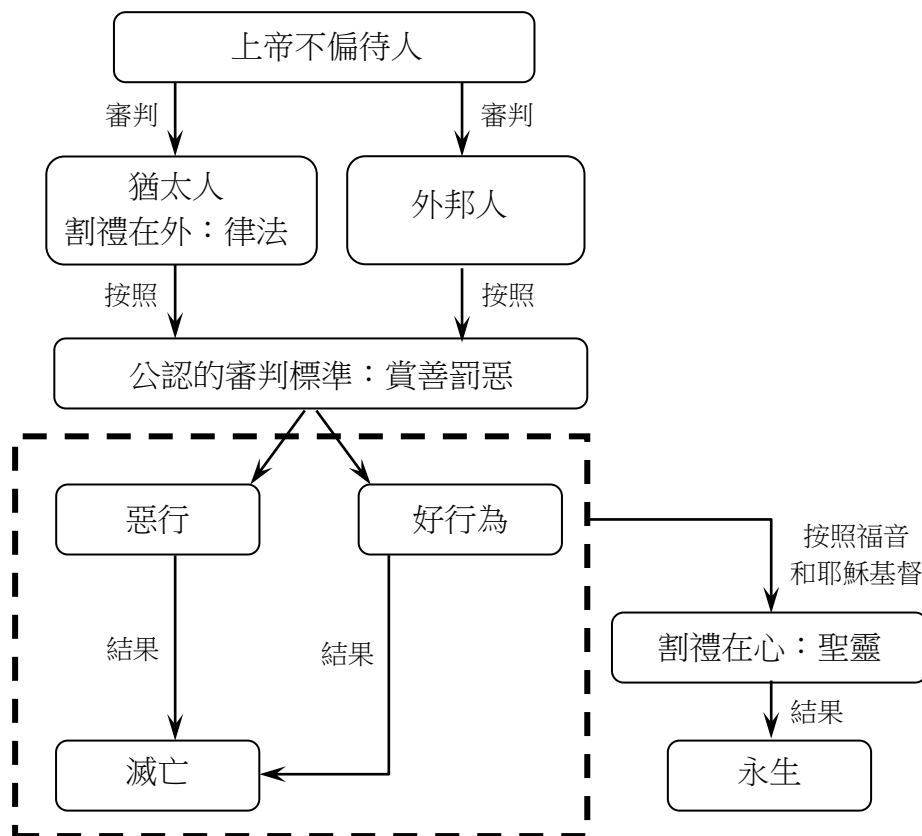 上帝不偏待人
審判
審判
猶太人
割禮在外：律法
外邦人
按照
按照
公認的審判標準：賞善罰惡
惡行
好行為
按照福音
和耶穌基督
結果
結果
割禮在心：聖靈
結果
滅亡
永生